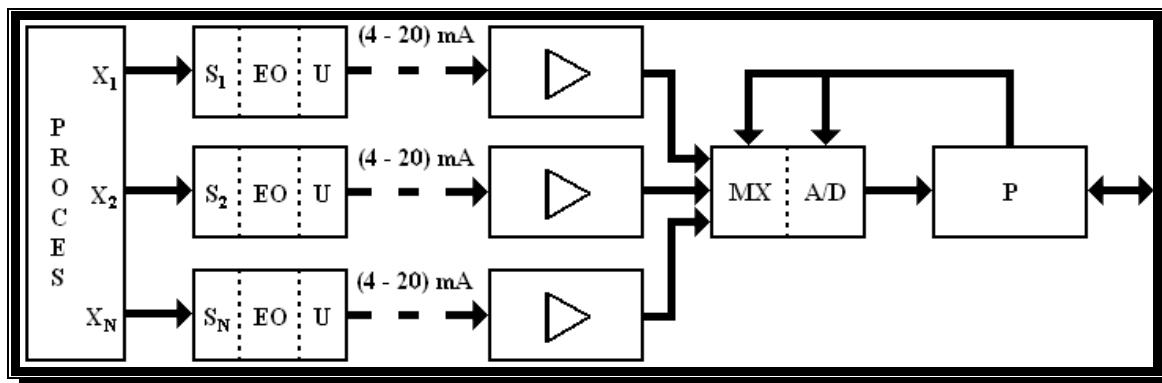 PROCES
X1
S1 EO U
(4 - 20) mA
X2
S2 EO U
(4 - 20) mA
XN
SN EO U
(4 - 20) mA
MX A/D
P